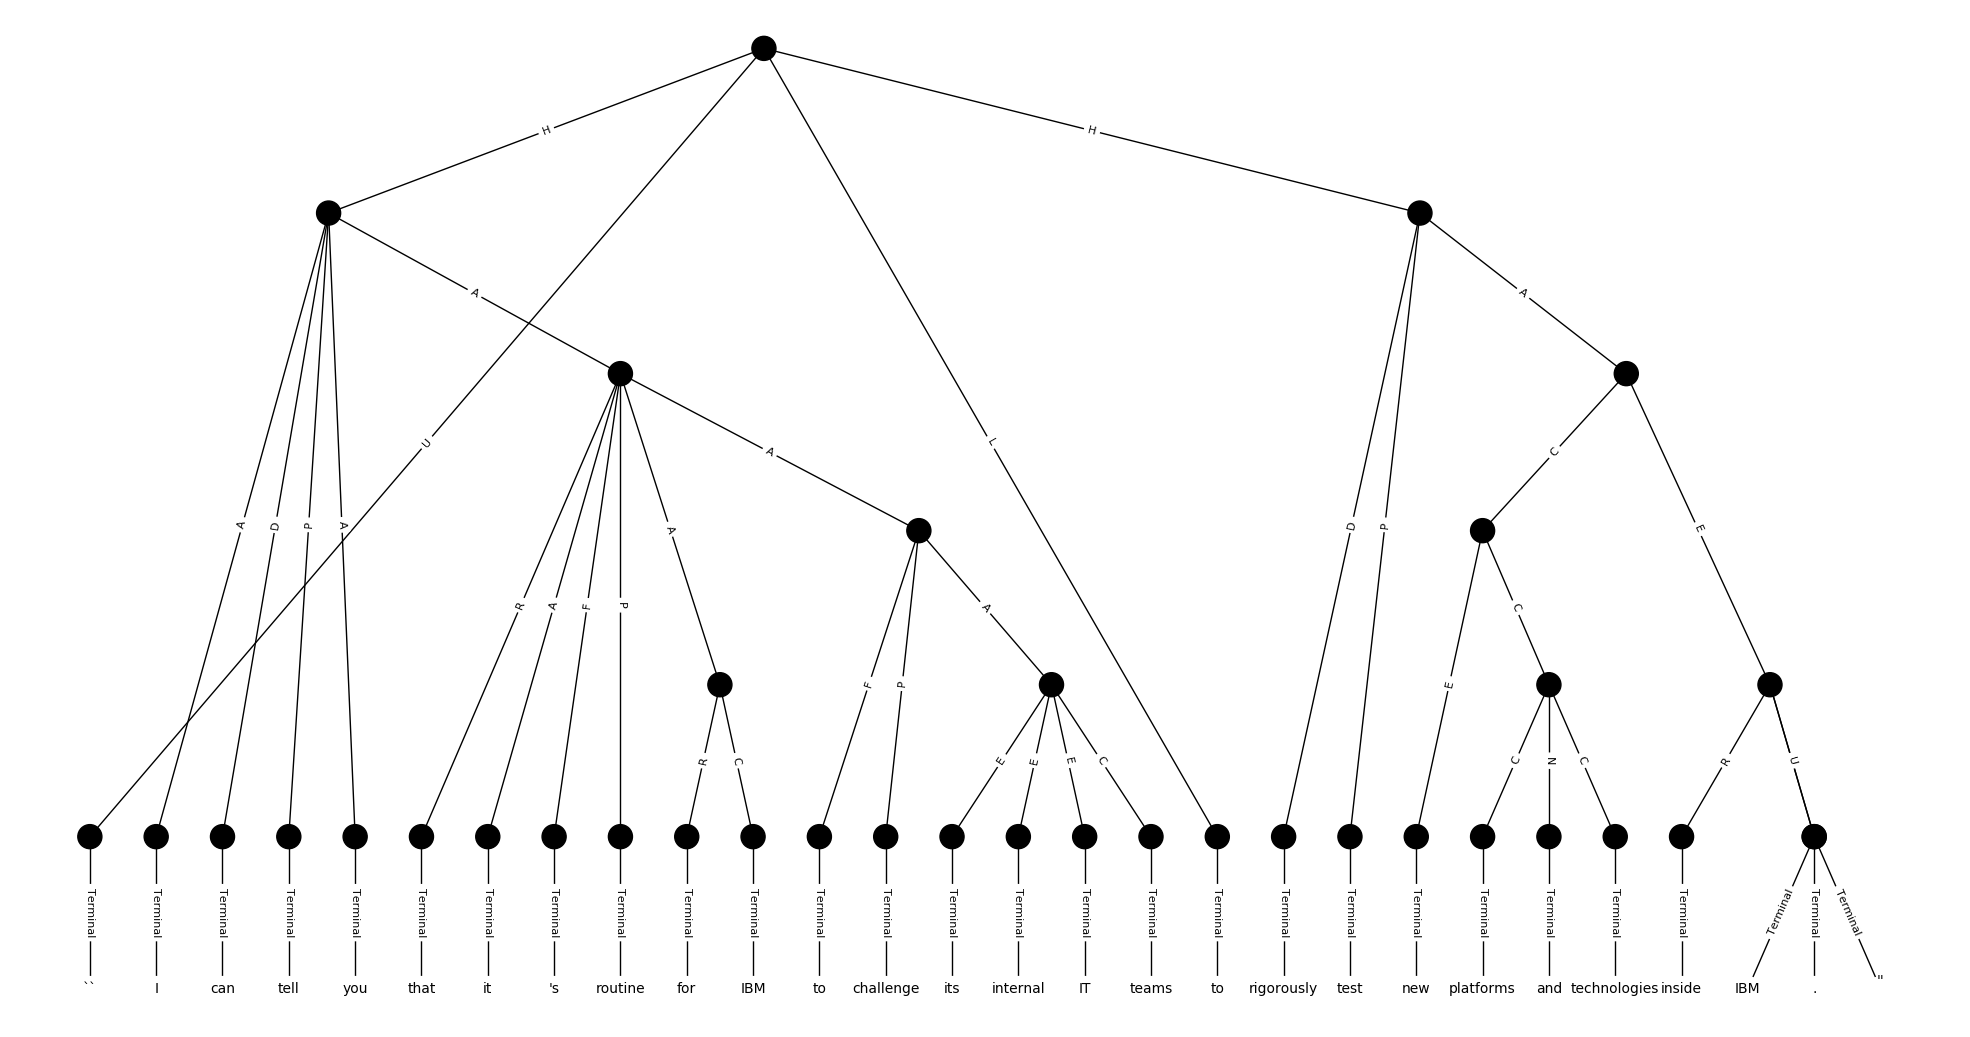 H
H
A
A
U
A
L
C
A
D
P
A
A
D
P
E
R
A
F
P
A
C
F
P
E
R
C
E
E
E
C
C
N
C
R
U
Terminal Terminal Terminal Terminal Terminal Terminal Terminal Terminal Terminal Terminal Terminal Terminal Terminal Terminal Terminal Terminal Terminal Terminal Terminal Terminal Terminal Terminal Terminal Terminal Terminal Terminal Terminal Terminal
`` I can tell you that it 's routine for IBM to challenge its internal IT teams to rigorously test new platforms and technologies inside IBM . "